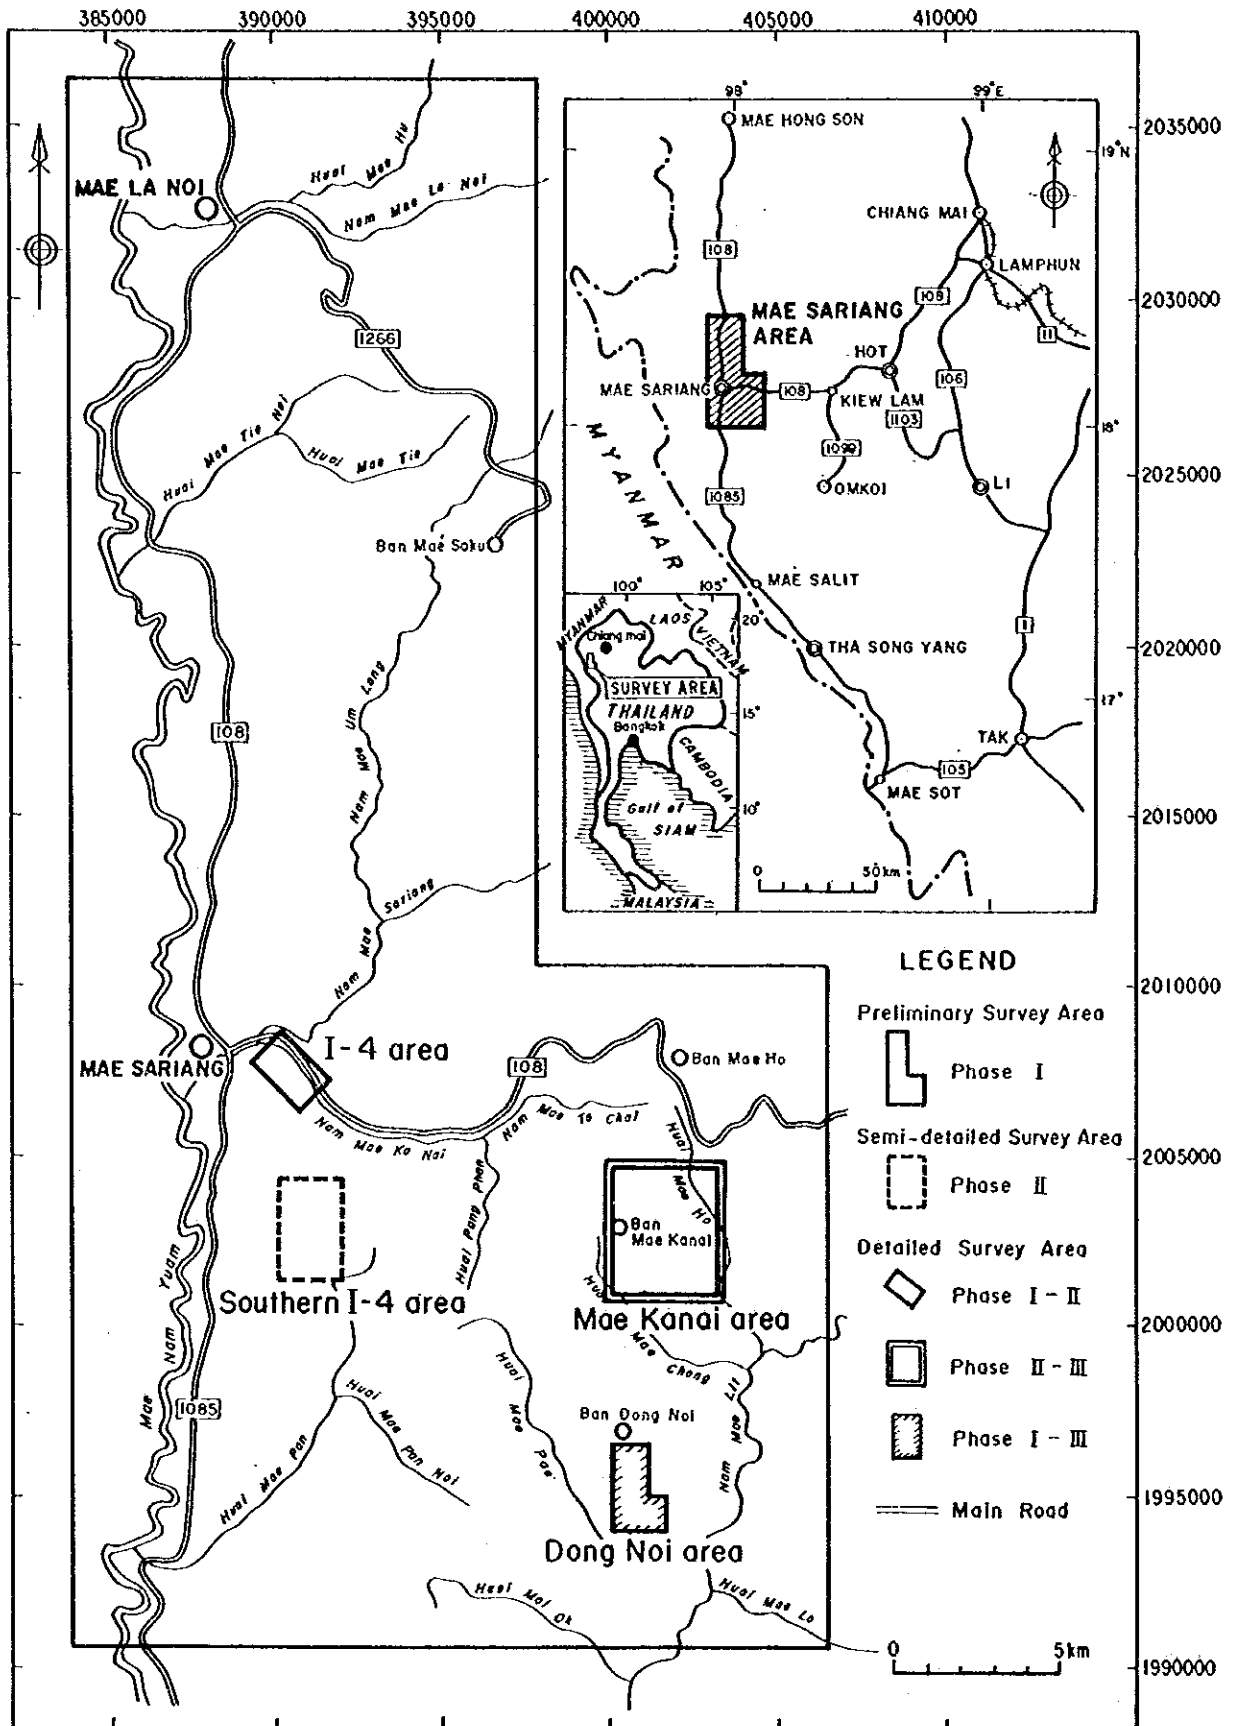 385000 390000 395000 400000 405000 410000
2035000
2030000
2025000
2020000
2015000
2010000
2005000
2000000
1995000
1990000
MAE LA NOI
Huai Mae Hu
Nam Mae La Noi
1266
Huai Mae Tie Noi
Huai Mae Tie
Ban Mae Soku
Nam Mae Um Lang
108
Nam Mae Sariang
MAE SARIANG
I-4 area
108
Ban Mae Ho
Nam Mae Ka Nai
Nam Mae Te Chai
Huai Pang Phan
Huai Mae Ho
Ban
Mae Kanai
Huai
Mae Kanai area
Southern I-4 area
Mae Nam Yuam
1085
Huai Mae Pan
Huai Mae Pan Noi
Huai Mae Pae
Mae Chong
Nam Mae Lit
Ban Dong Noi
Dong Noi area
Huai Mai Ok
Huai Mae Lo
98° 99°E
19°N
18°
17°
MAE HONG SON
CHIANG MAI
LAMPHUN
108
108
11
MAE SARIANG
AREA
HOT
106
MAE SARIANG
108
KIEW LAM
1103
1099
OMKOI
LI
1085
MYANMAR
MAE SALIT
THA SONG YANG
1
TAK
105
MAE SOT
0 50km
100° 105°
20°
15°
10°
MYANMAR
LAOS
VIETNAM
Chiang mai
SURVEY AREA
THAILAND
Bangkok
CAMBODIA
Gulf of
SIAM
MALAYSIA
LEGEND
Preliminary Survey Area
Phase I
Semi-detailed Survey Area
Phase II
Detailed Survey Area
Phase I - II
Phase II - III
Phase I - III
Main Road
0 5km